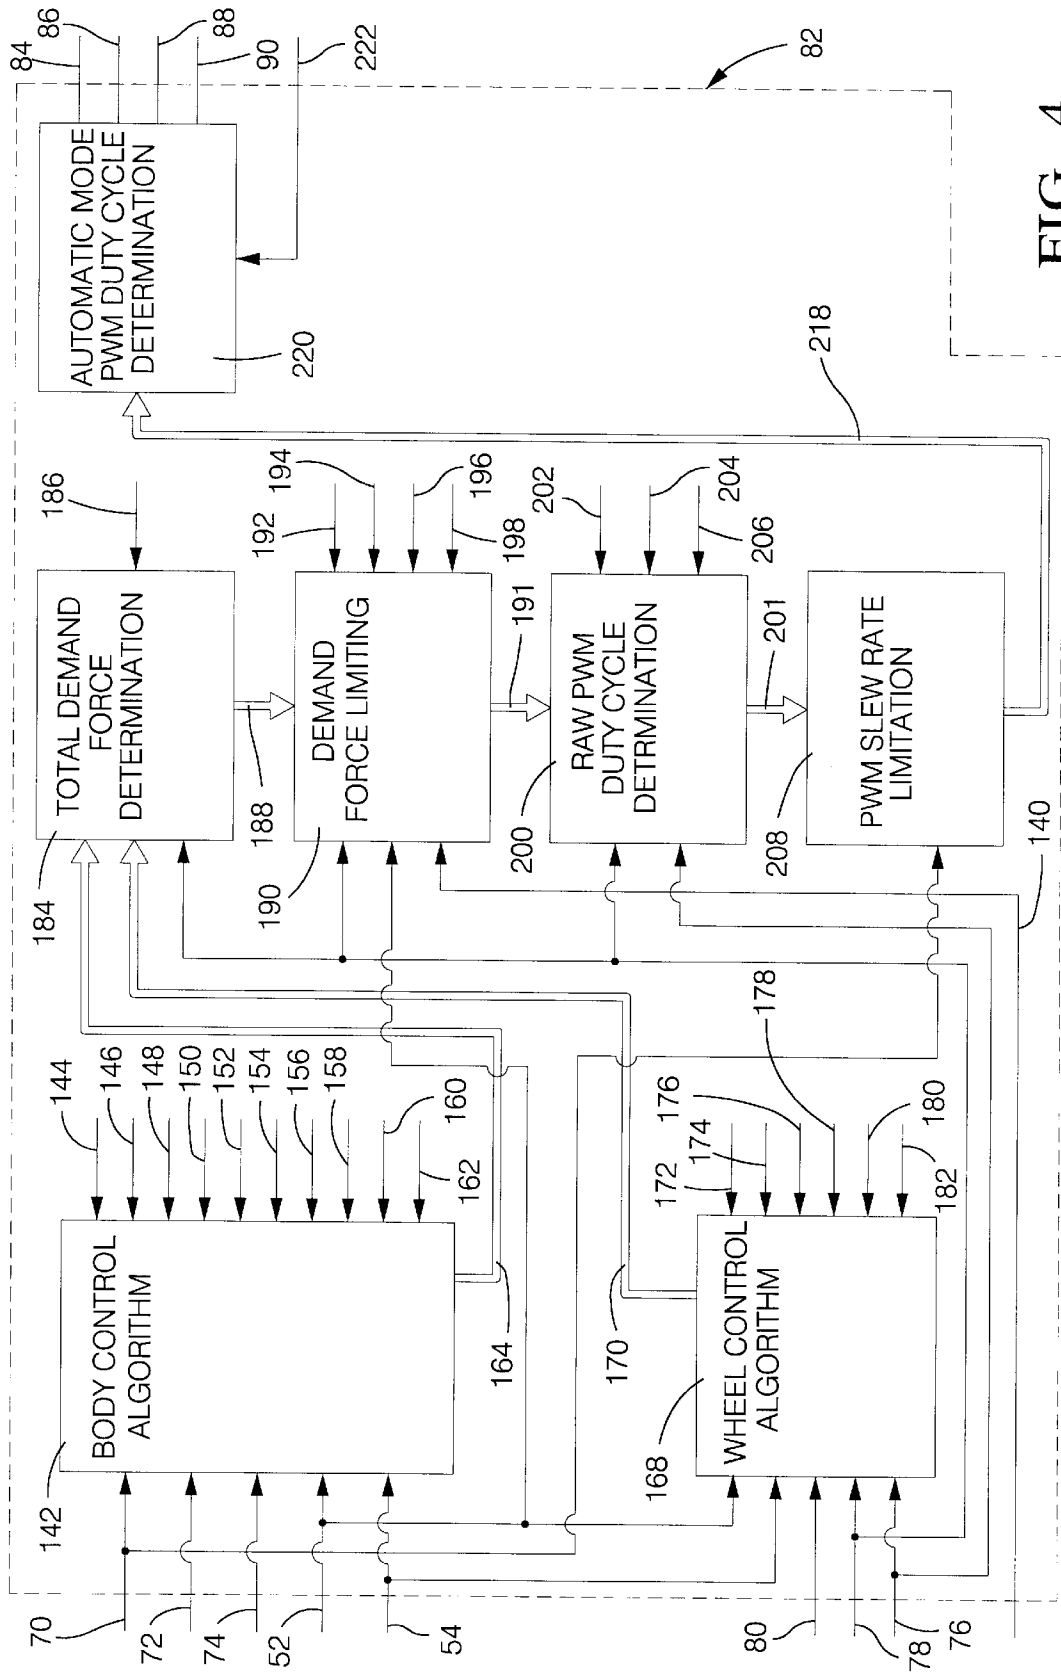 84
86
88
90
222
AUTOMATIC MODE
PWM DUTY CYCLE
DETERMINATION
220
82
FIG. 4
218
186
TOTAL DEMAND
FORCE
DETERMINATION
184
188
192
194
196
198
DEMAND
FORCE LIMITING
190
191
202
204
206
RAW PWM
DUTY CYCLE
DETRMINATION
200
201
PWM SLEW RATE
LIMITATION
208
140
144
146
148
150
152
154
156
158
160
162
BODY CONTROL
ALGORITHM
142
164
170
172
174
176
178
180
182
WHEEL CONTROL
ALGORITHM
168
70
72
74
52
54
80
78
76